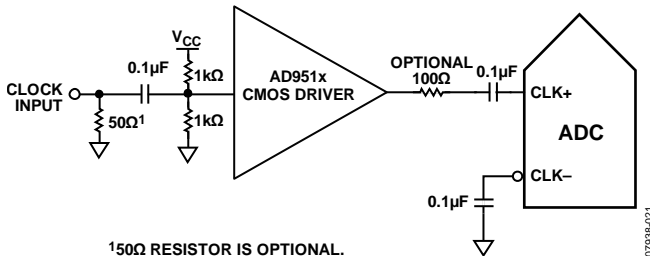 VCC
0.1µF
1kΩ
CLOCK
INPUT
50Ω1
1kΩ
AD951x
CMOS DRIVER
OPTIONAL
100Ω
0.1µF
CLK+
ADC
CLK–
0.1µF
150Ω RESISTOR IS OPTIONAL.
07938-021